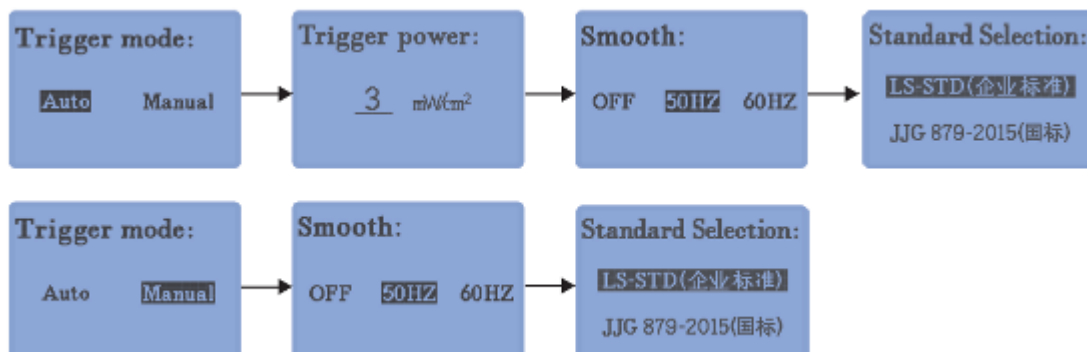 Trigger mode:
Auto Manual
Trigger power:
3 mW/cm²
Smooth:
OFF 50HZ 60HZ
Standard Selection:
LS-STD(企业标准)
JJG 879-2015(国标)
Trigger mode:
Auto Manual
Smooth:
OFF 50HZ 60HZ
Standard Selection:
LS-STD(企业标准)
JJG 879-2015(国标)